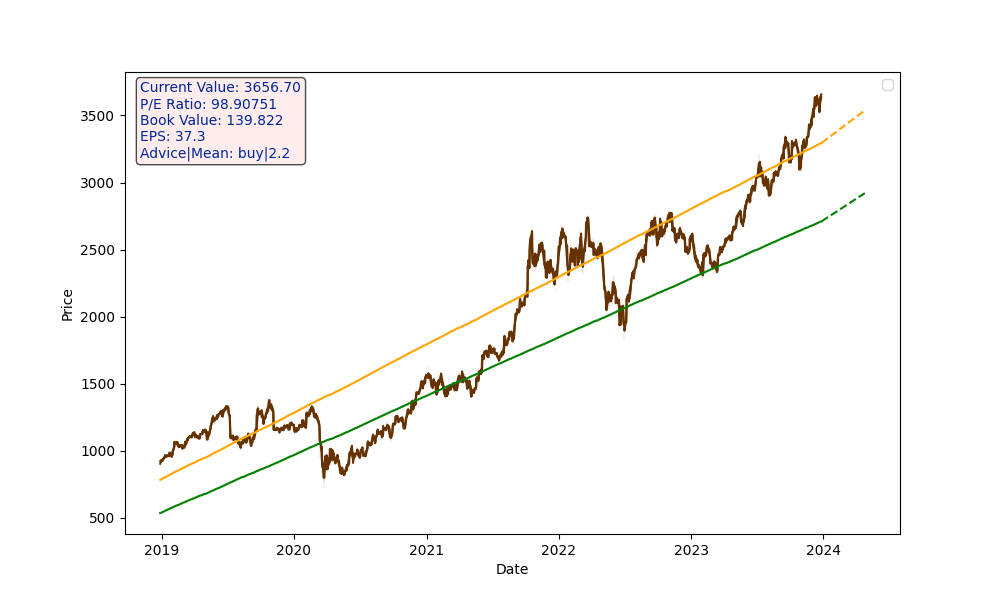 Current Value: 3656.70
P/E Ratio: 98.90751
Book Value: 139.822
EPS: 37.3
Advice|Mean: buy|2.2
3500
3000
2500
2000
1500
1000
500
Price
2019 2020 2021 2022 2023 2024
Date